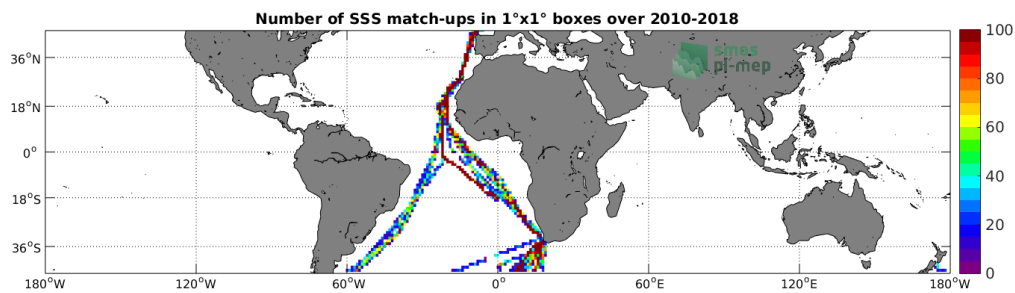 Number of SSS match-ups in 1°x1° boxes over 2010-2018
36°N
18°N
0°
18°S
36°S
180°W
120°W
60°W
0°
60°E
120°E
180°E
smos
pi-mep
100
80
60
40
20
0